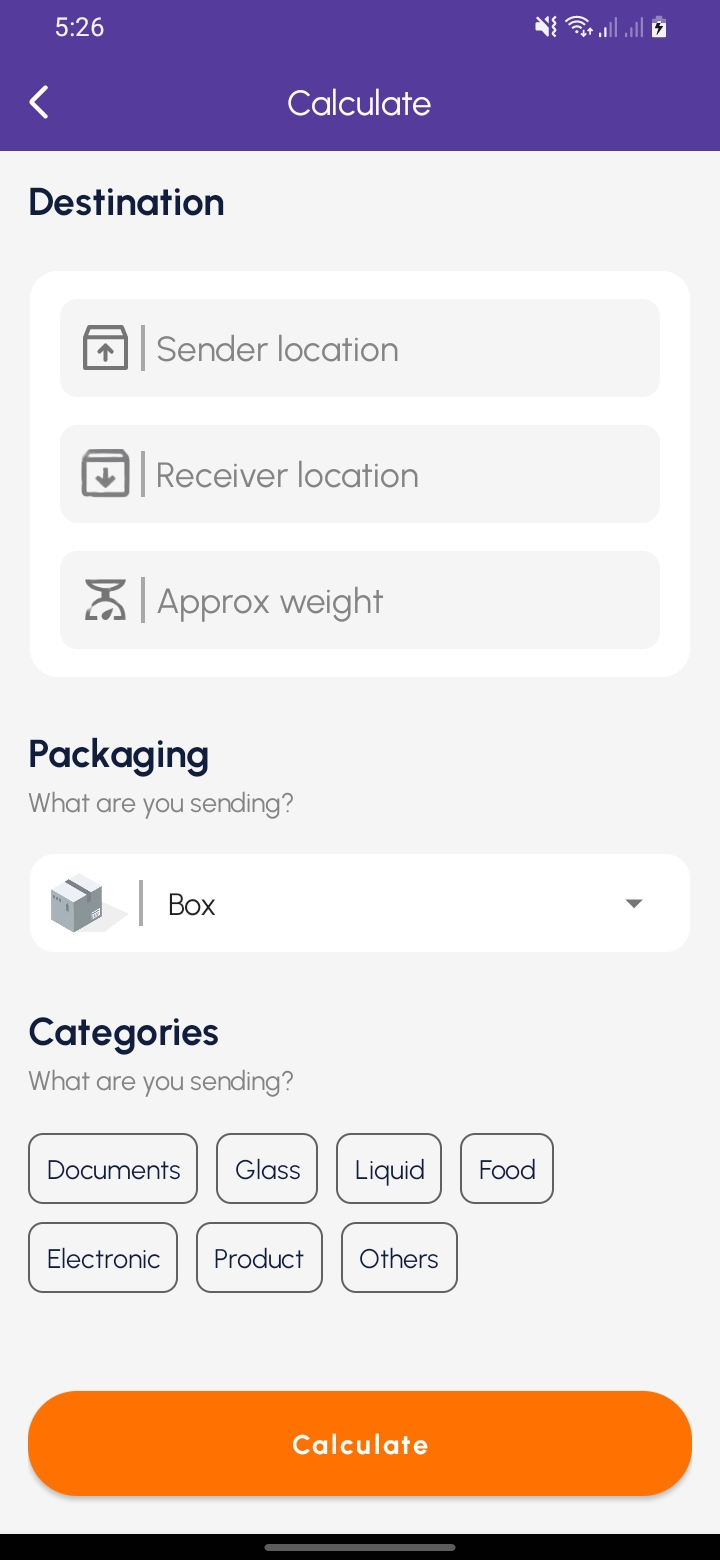 5:26
Calculate
Destination
Sender location
Receiver location
Approx weight
Packaging
What are you sending?
Box
Categories
What are you sending?
Documents Glass Liquid Food
Electronic Product Others
Calculate